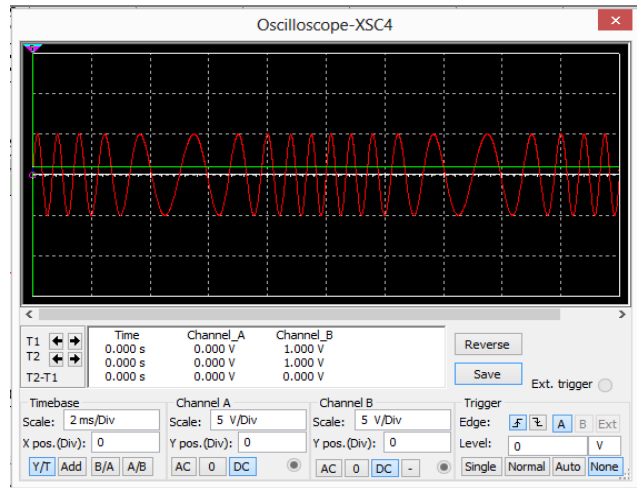 Oscilloscope-XSC4
×
T1
T2
T2-T1
Time Channel_A Channel_B
0.000 s 0.000 V 1.000 V
0.000 s 0.000 V 1.000 V
0.000 s 0.000 V 0.000 V
Reverse
Save
Ext. trigger
Timebase
Scale: 2 ms/Div
X pos.(Div): 0
Y/T Add B/A A/B
Channel A
Scale: 5 V/Div
Y pos.(Div): 0
AC 0 DC
Channel B
Scale: 5 V/Div
Y pos.(Div): 0
AC 0 DC -
Trigger
Edge: A B Ext
Level: 0 V
Single Normal Auto None